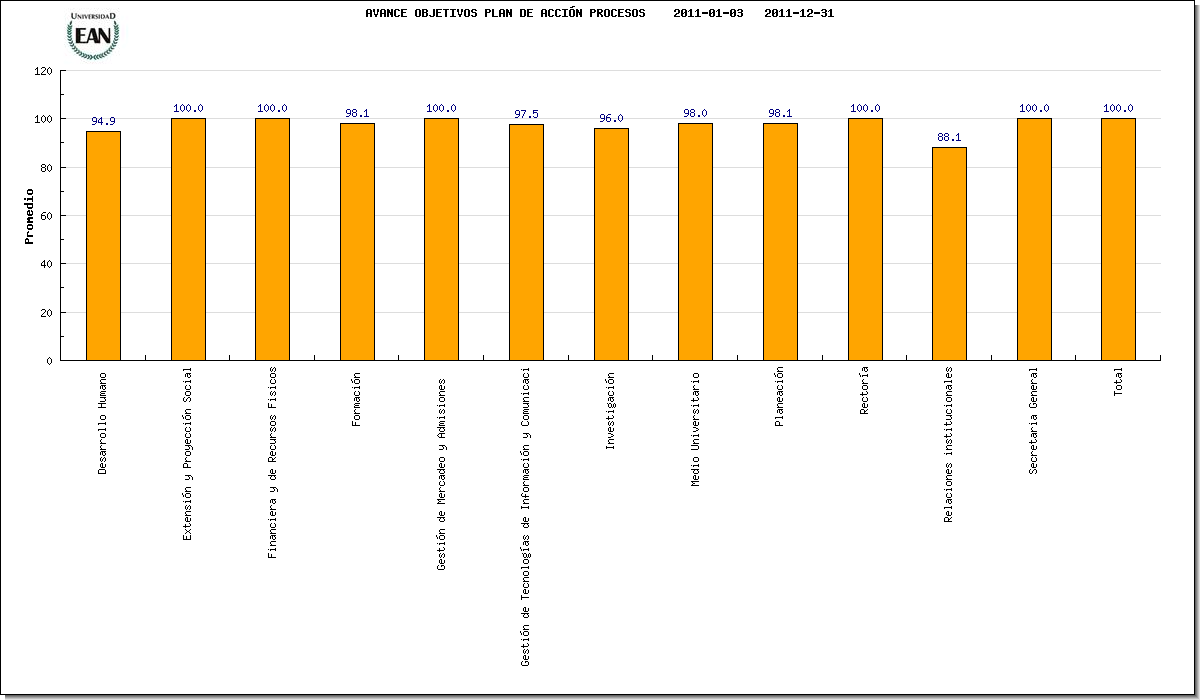 UNIVERSIDAD
EAN
AVANCE OBJETIVOS PLAN DE ACCIÓN PROCESOS 2011-01-03 2011-12-31
Promedio
120
100
80
60
40
20
0
94.9
100.0
100.0
98.1
100.0
97.5
96.0
98.0
98.1
100.0
88.1
100.0
100.0
Desarrollo Humano
Extensión y Proyección Social
Financiera y de Recursos Fisicos
Formación
Gestión de Mercadeo y Admisiones
Gestión de Tecnologías de Información y Comunicaci
Investigación
Medio Universitario
Planeación
Rectoría
Relaciones institucionales
Secretaria General
Total